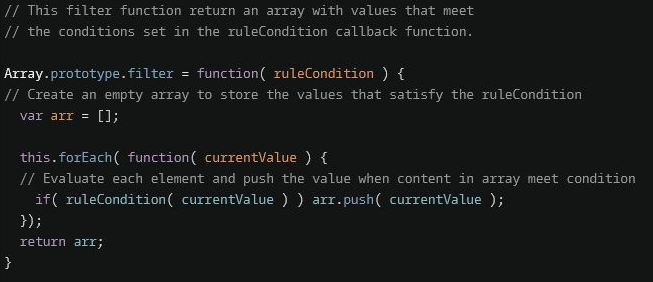 // This filter function return an array with values that meet
// the conditions set in the ruleCondition callback function.
Array.prototype.filter = function( ruleCondition ) {
// Create an empty array to store the values that satisfy the ruleCondition
var arr = [];
this.forEach( function( currentValue ) {
// Evaluate each element and push the value when content in array meet condition
if( ruleCondition( currentValue ) ) arr.push( currentValue );
});
return arr;
}